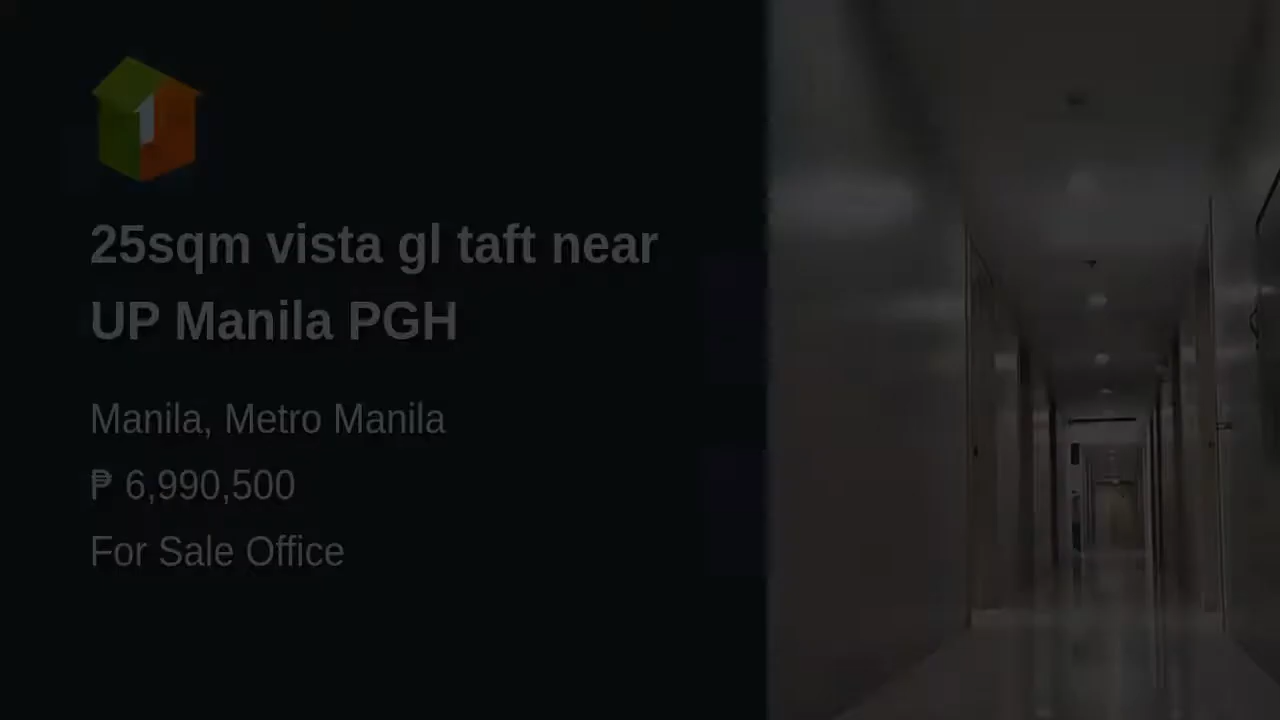 25sqm vista gl taft near
UP Manila PGH
Manila, Metro Manila
₱ 6,990,500
For Sale Office